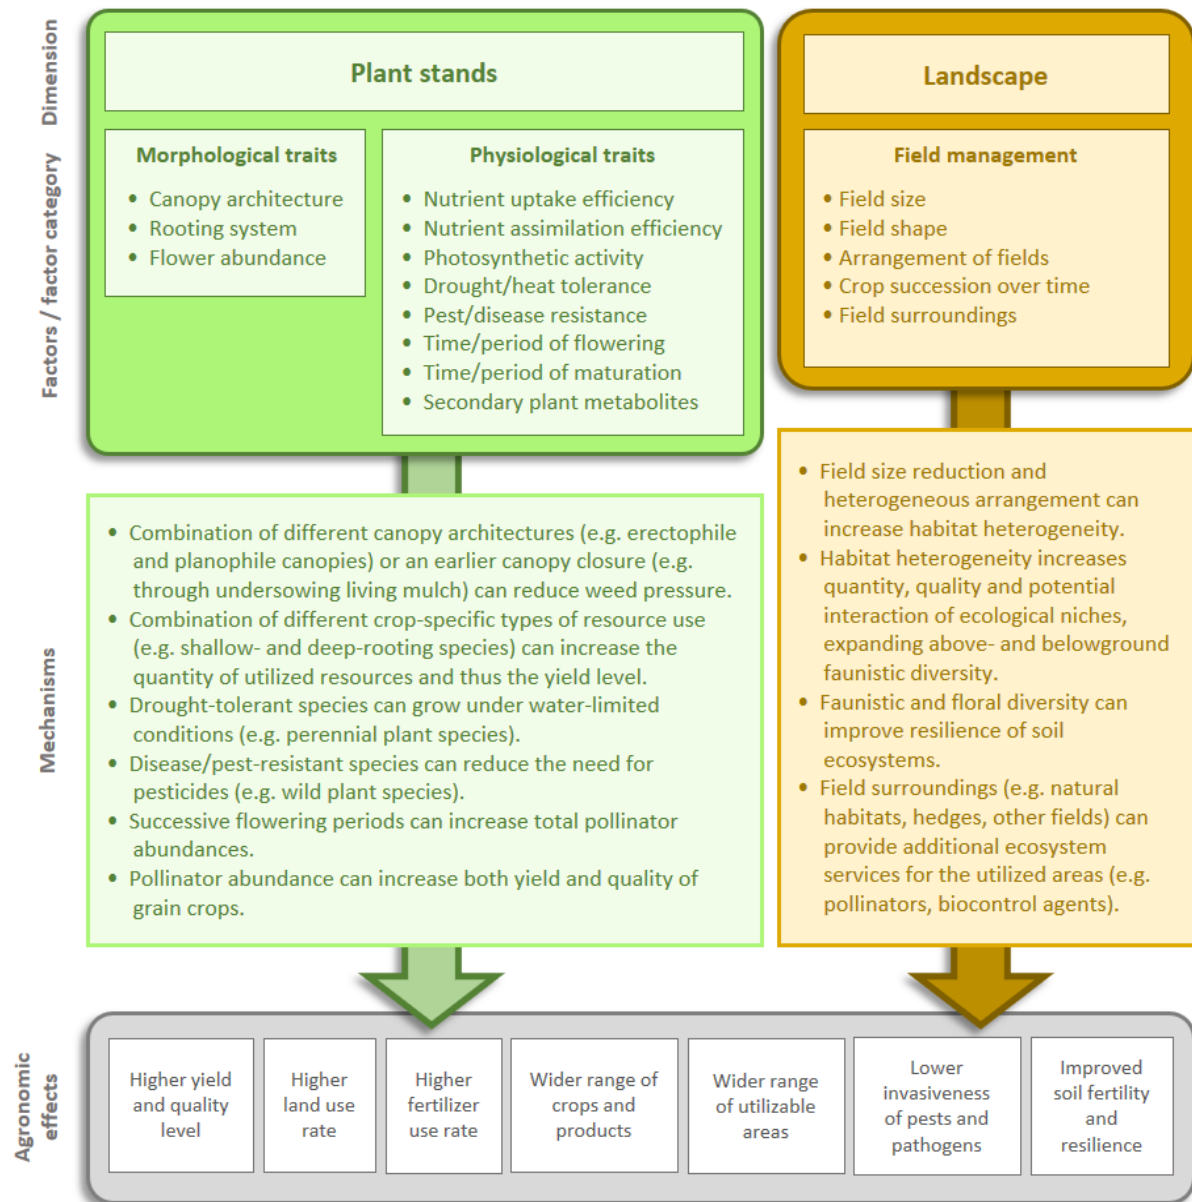 Dimension
Plant stands
Landscape
Factors / factor category
Morphological traits
• Canopy architecture
• Rooting system
• Flower abundance
Physiological traits
• Nutrient uptake efficiency
• Nutrient assimilation efficiency
• Photosynthetic activity
• Drought/heat tolerance
• Pest/disease resistance
• Time/period of flowering
• Time/period of maturation
• Secondary plant metabolites
Field management
• Field size
• Field shape
• Arrangement of fields
• Crop succession over time
• Field surroundings
Mechanisms
• Combination of different canopy architectures (e.g. erectophile
and planophile canopies) or an earlier canopy closure (e.g.
through undersowing living mulch) can reduce weed pressure.
• Combination of different crop-specific types of resource use
(e.g. shallow- and deep-rooting species) can increase the
quantity of utilized resources and thus the yield level.
• Drought-tolerant species can grow under water-limited
conditions (e.g. perennial plant species).
• Disease/pest-resistant species can reduce the need for
pesticides (e.g. wild plant species).
• Successive flowering periods can increase total pollinator
abundances.
• Pollinator abundance can increase both yield and quality of
grain crops.
• Field size reduction and
heterogeneous arrangement can
increase habitat heterogeneity.
• Habitat heterogeneity increases
quantity, quality and potential
interaction of ecological niches,
expanding above- and belowground
faunistic diversity.
• Faunistic and floral diversity can
improve resilience of soil
ecosystems.
• Field surroundings (e.g. natural
habitats, hedges, other fields) can
provide additional ecosystem
services for the utilized areas (e.g.
pollinators, biocontrol agents).
Agronomic
effects
Higher yield
and quality
level
Higher
land use
rate
Higher
fertilizer
use rate
Wider range of
crops and
products
Wider range
of utilizable
areas
Lower
invasiveness
of pests and
pathogens
Improved
soil fertility
and
resilience